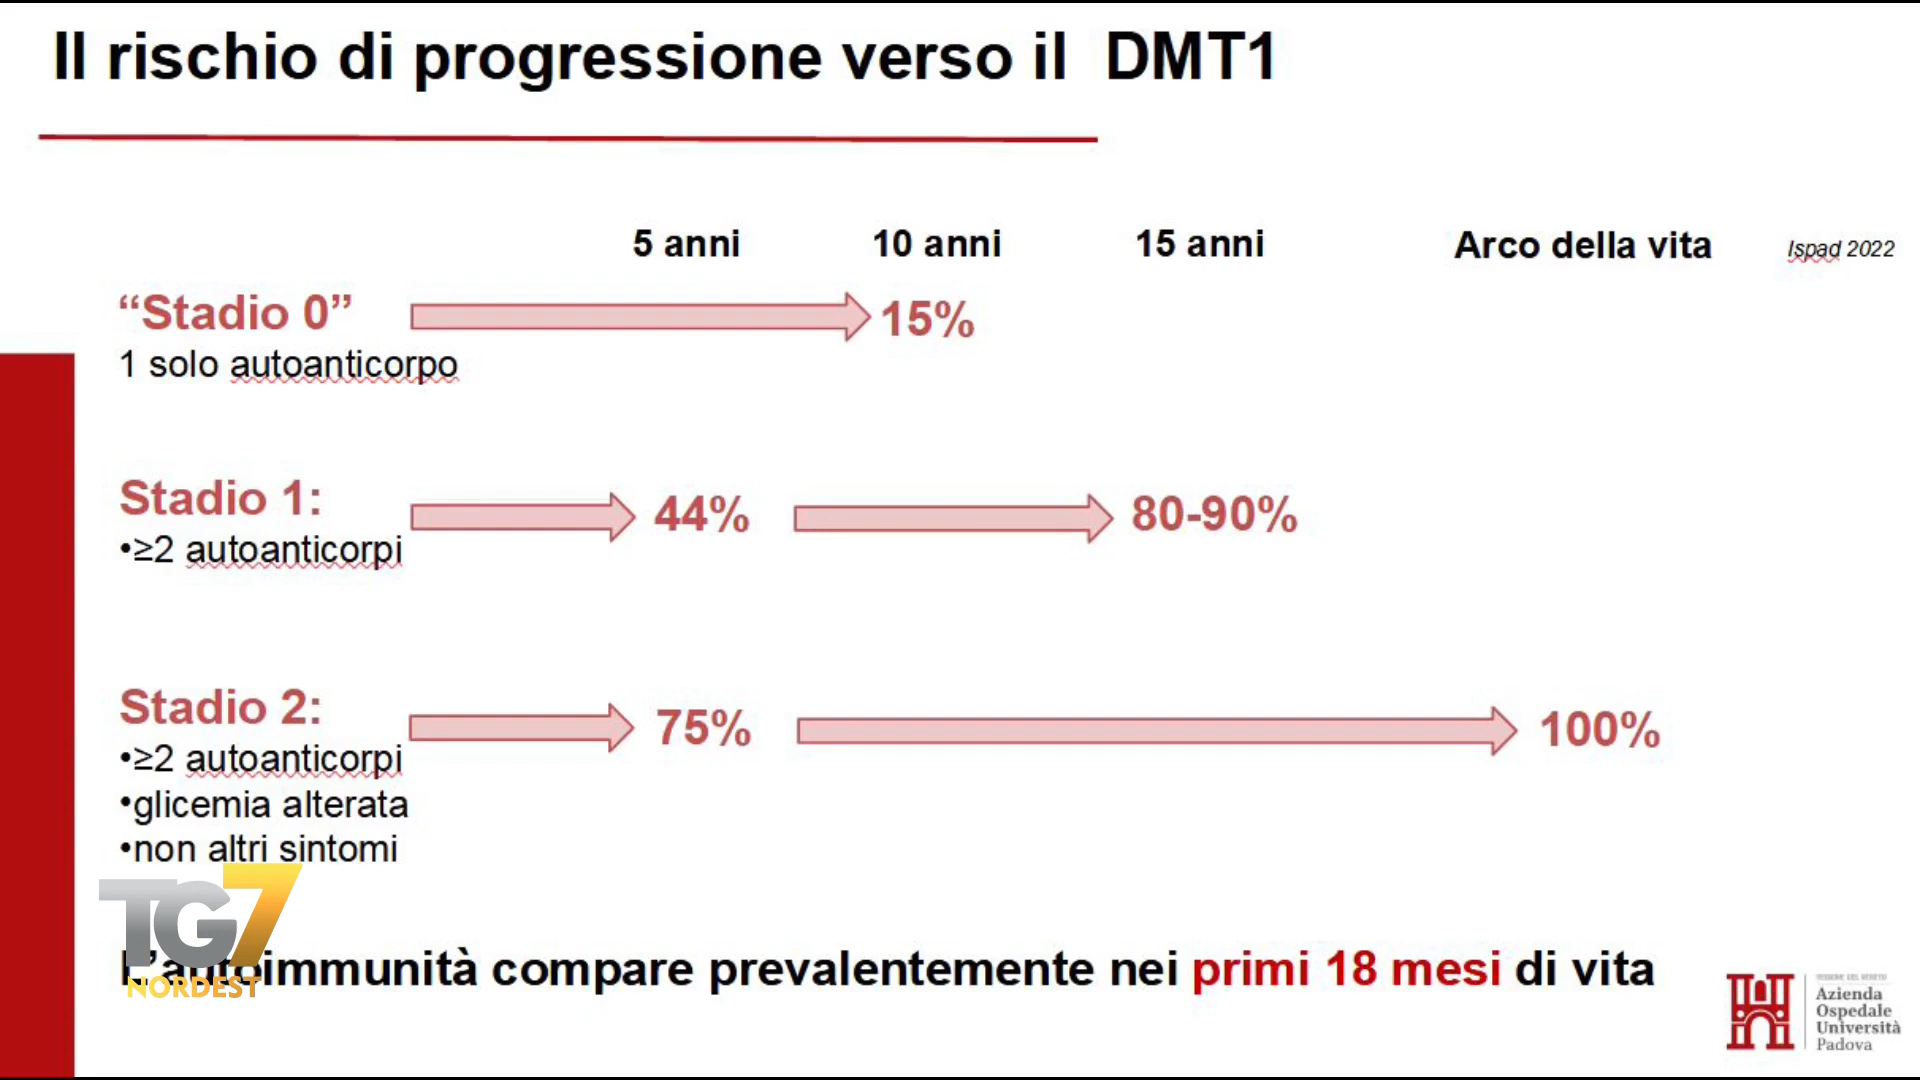 Il rischio di progressione verso il DMT1
5 anni 10 anni 15 anni Arco della vita Ispad 2022
“Stadio 0” 15%
1 solo autoanticorpo
Stadio 1: 44% 80-90%
•≥2 autoanticorpi
Stadio 2: 75% 100%
•≥2 autoanticorpi
•glicemia alterata
•non altri sintomi
TG7
NORDEST
L’autoimmunità compare prevalentemente nei primi 18 mesi di vita
Azienda
Ospedale
Università
Padova